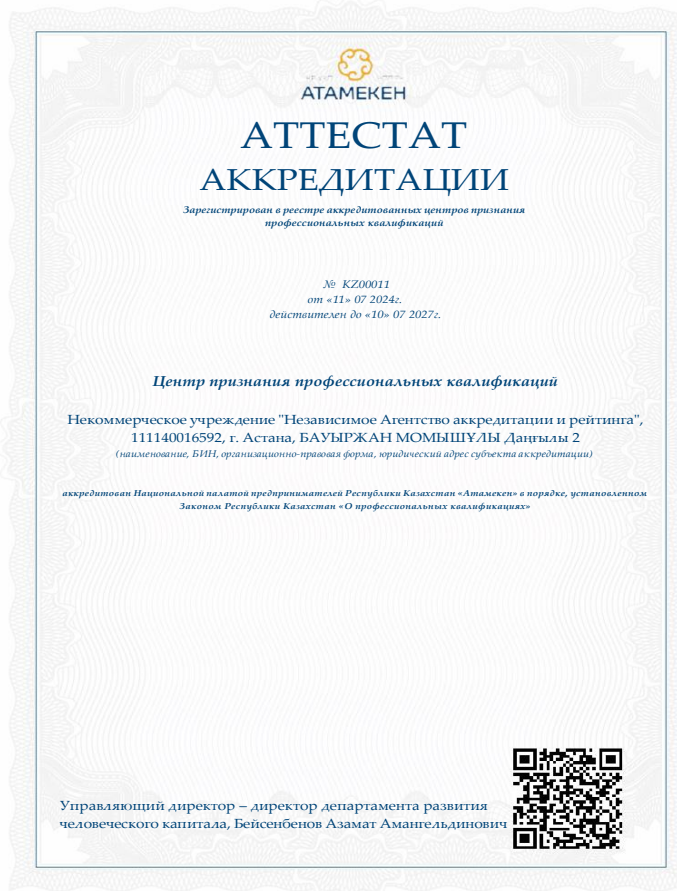 АТАМЕКЕН
АТТЕСТАТ
АККРЕДИТАЦИИ
Зарегистрирован в реестре аккредитованных центров признания
профессиональных квалификаций
№ KZ00011
от «11» 07 2024г.
действителен до «10» 07 2027г.
Центр признания профессиональных квалификаций
Некоммерческое учреждение "Независимое Агентство аккредитации и рейтинга",
111140016592, г. Астана, БАУЫРЖАН МОМЫШҰЛЫ Даңғылы 2
(наименование, БИН, организационно-правовая форма, юридический адрес субъекта аккредитации)
аккредитован Национальной палатой предпринимателей Республики Казахстан «Атамекен» в порядке, установленном
Законом Республики Казахстан «О профессиональных квалификациях»
Управляющий директор – директор департамента развития
человеческого капитала, Бейсенбенов Азамат Амангельдинович